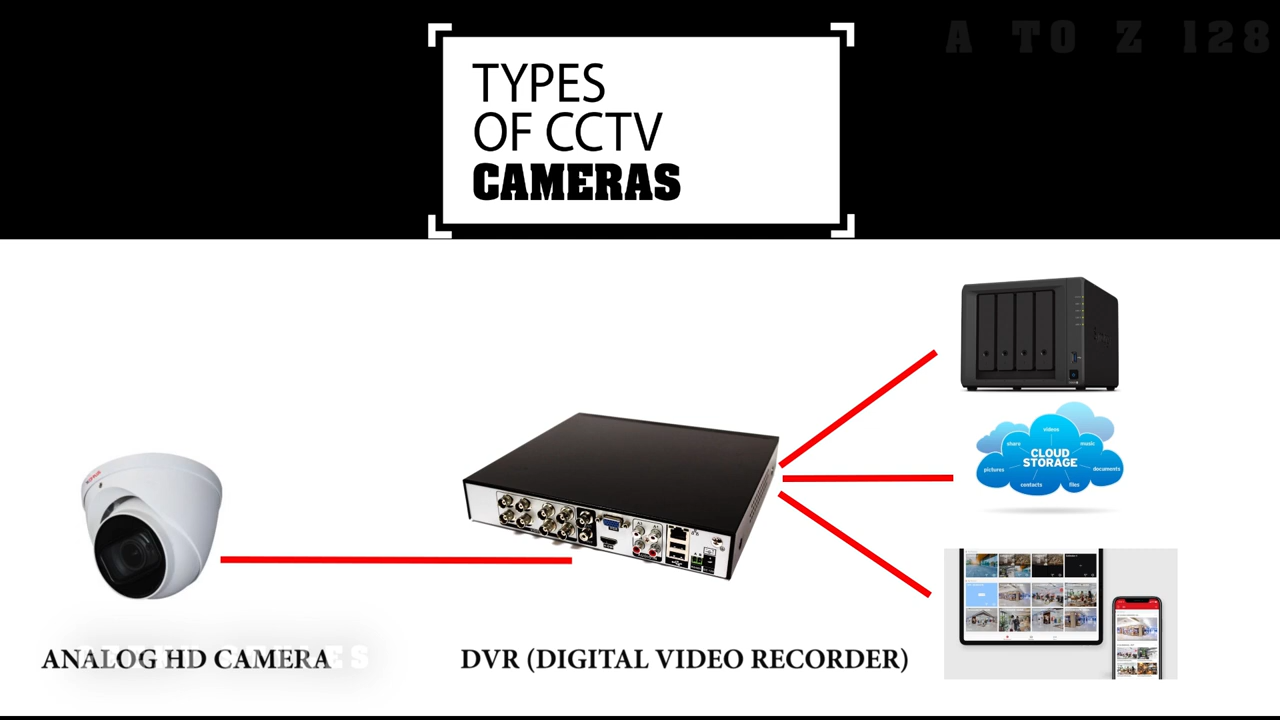 A TO Z 128
TYPES
OF CCTV
CAMERAS
videos
share
music
CLOUD
STORAGE
pictures
documents
contacts
files
ANALOG HD CAMERA
DVR (DIGITAL VIDEO RECORDER)